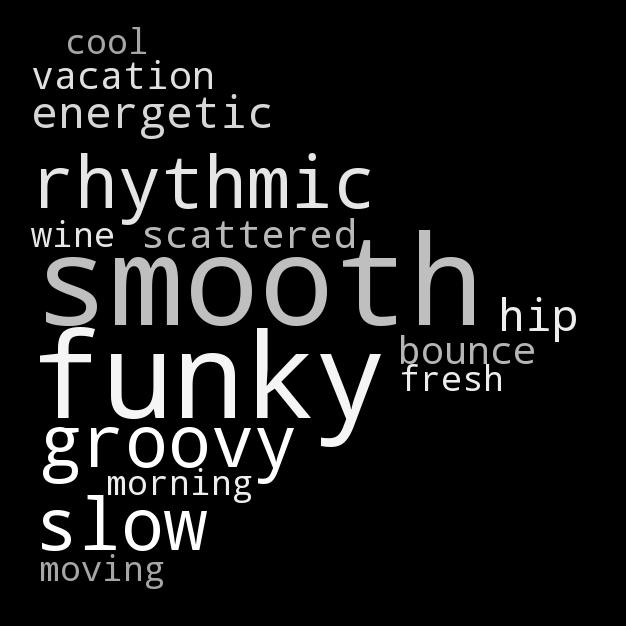 cool
vacation
energetic
rhythmic
wine scattered
smooth
hip
funky
bounce
fresh
groovy
morning
slow
moving